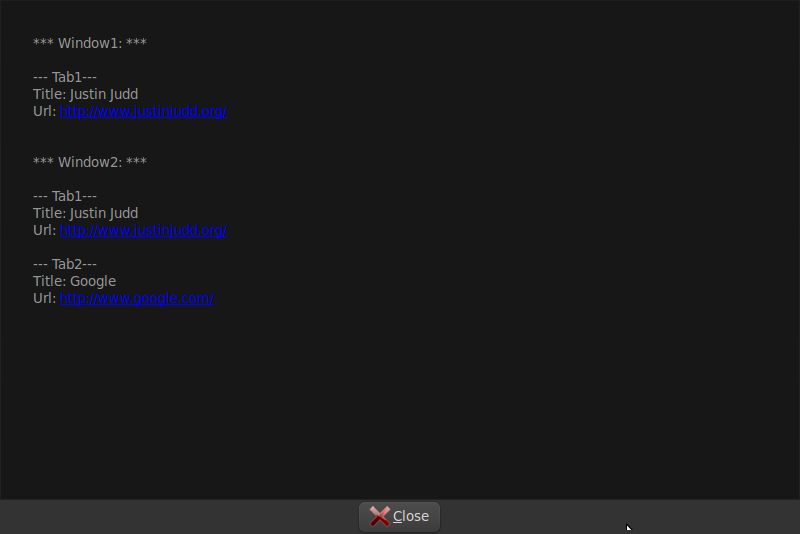 *** Window1: ***
--- Tab1---
Title: Justin Judd
Url: http://www.justinjudd.org/
*** Window2: ***
--- Tab1---
Title: Justin Judd
Url: http://www.justinjudd.org/
--- Tab2---
Title: Google
Url: http://www.google.com/
Close